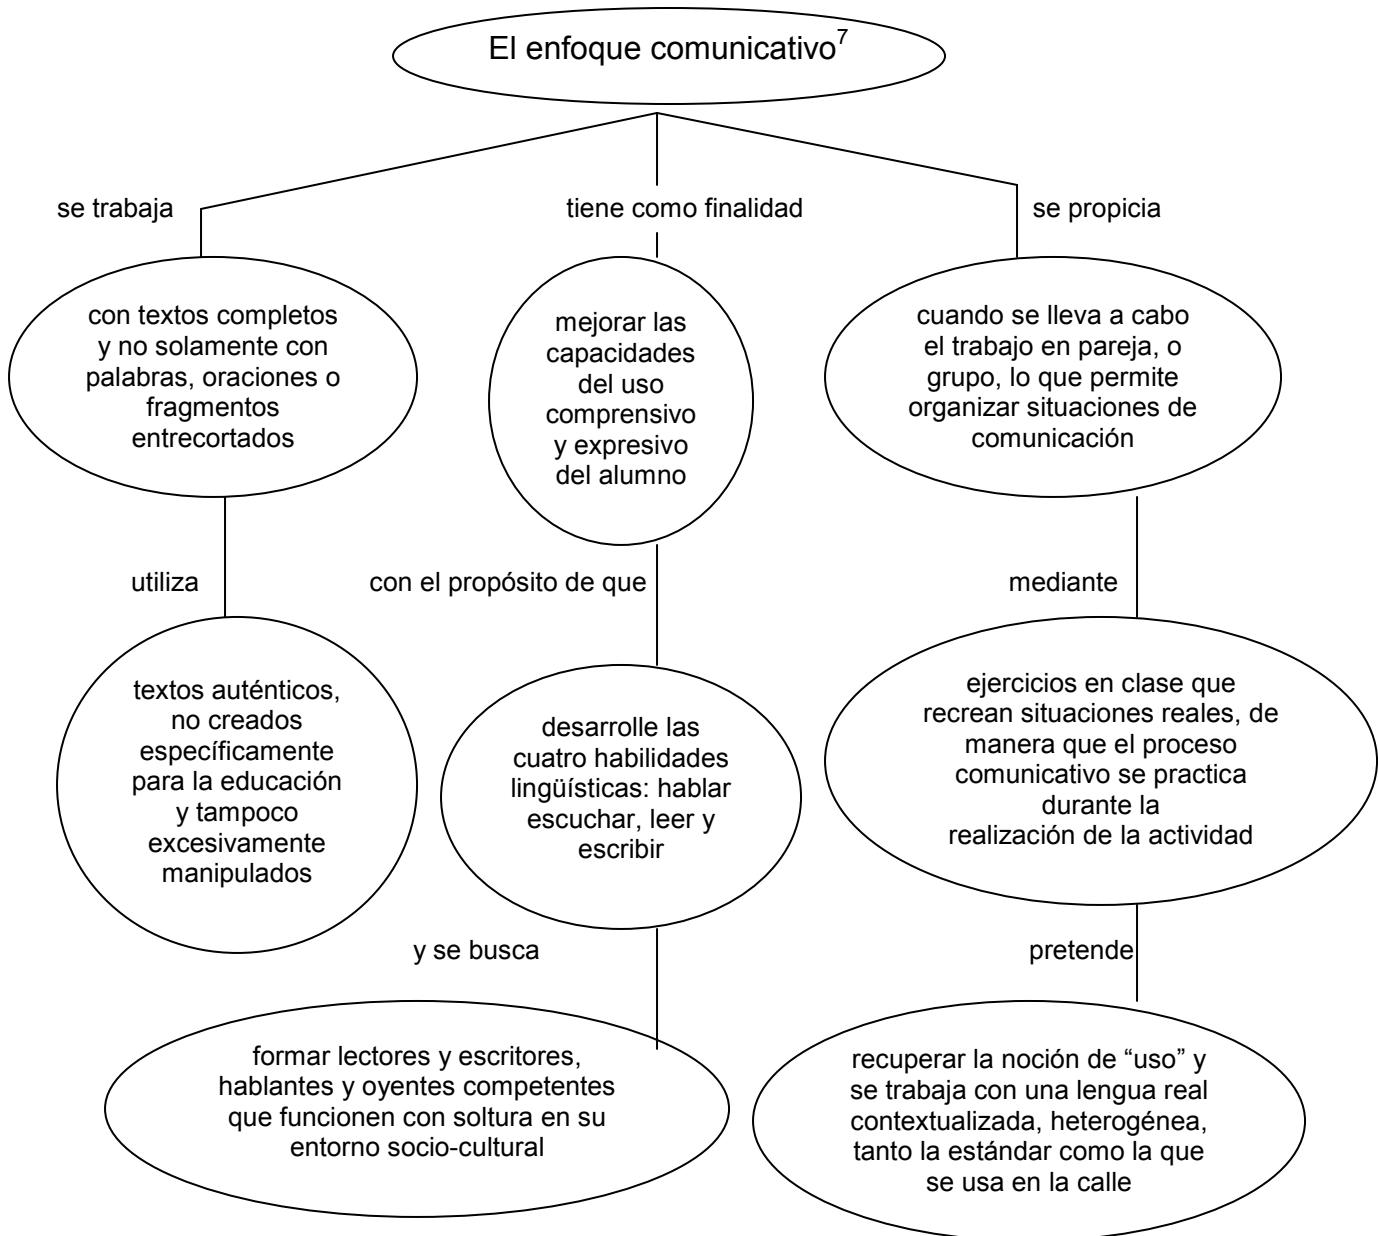 El enfoque comunicativo7
se trabaja
tiene como finalidad
se propicia
con textos completos
y no solamente con
palabras, oraciones o
fragmentos
entrecortados
mejorar las
capacidades
del uso
comprensivo
y expresivo
del alumno
cuando se lleva a cabo
el trabajo en pareja, o
grupo, lo que permite
organizar situaciones de
comunicación
utiliza
con el propósito de que
mediante
textos auténticos,
no creados
específicamente
para la educación
y tampoco
excesivamente
manipulados
desarrolle las
cuatro habilidades
lingüísticas: hablar
escuchar, leer y
escribir
ejercicios en clase que
recrean situaciones reales, de
manera que el proceso
comunicativo se practica
durante la
realización de la actividad
y se busca
pretende
formar lectores y escritores,
hablantes y oyentes competentes
que funcionen con soltura en su
entorno socio-cultural
recuperar la noción de “uso” y
se trabaja con una lengua real
contextualizada, heterogénea,
tanto la estándar como la que
se usa en la calle